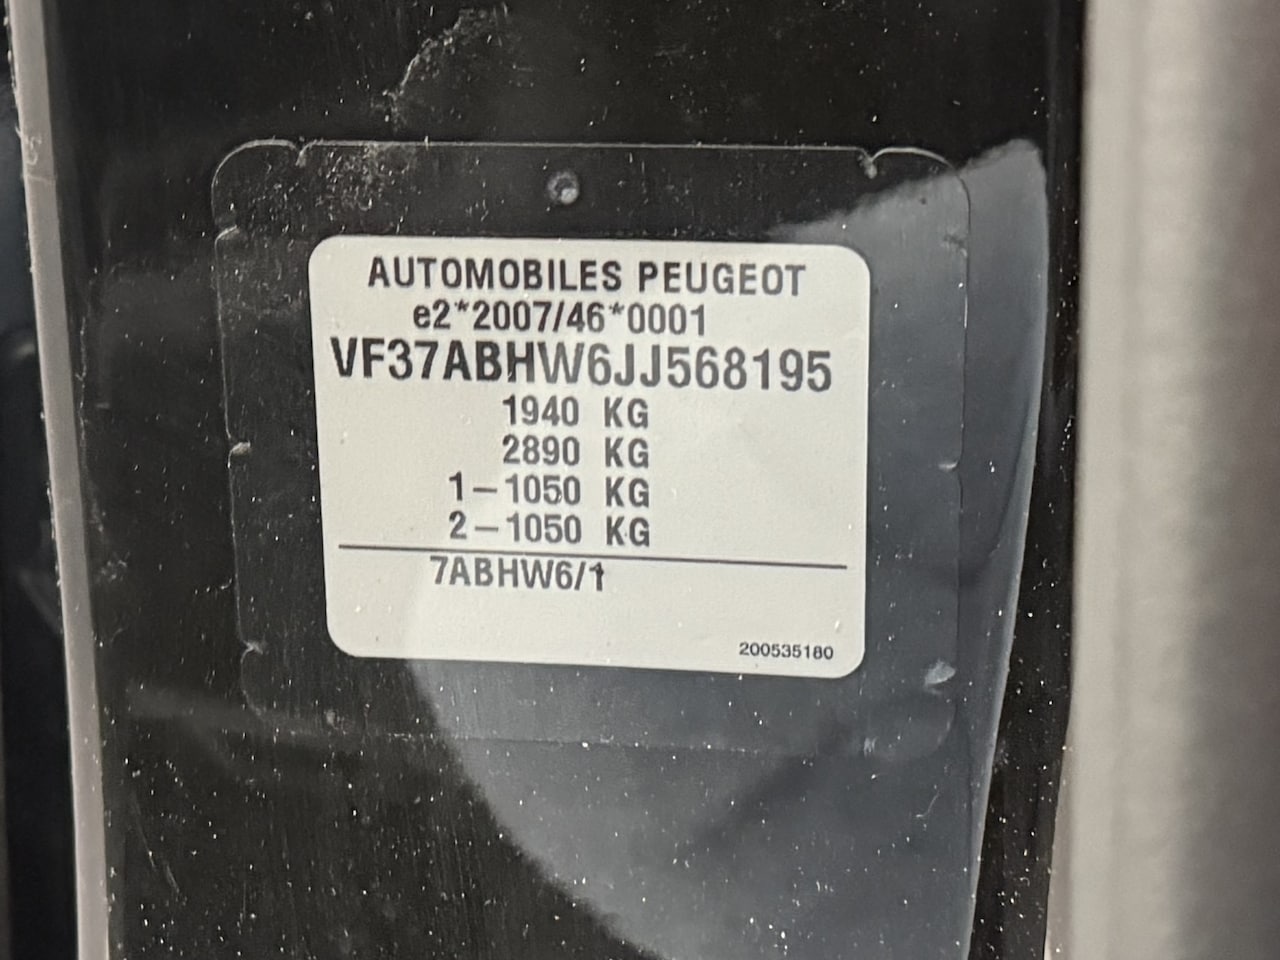 AUTOMOBILES PEUGEOT
e2*2007/46*0001
VF37ABHW6JJ568195
1940 KG
2890 KG
1–1050 KG
2–1050 KG
7ABHW6/1
200535180